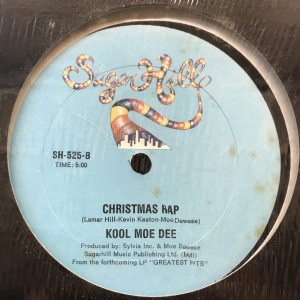 Sugar Hill
SH-525-B
TIME: 5:00
CHRISTMAS RAP
(Lamar Hill-Kevin Keaton-Moe Dewese)
KOOL MOE DEE
Produced by: Sylvia Inc. & Moe Dewese
Sugarhill Music Publishing Ltd. (BMI)
From the forthcoming LP "GREATEST HITS"